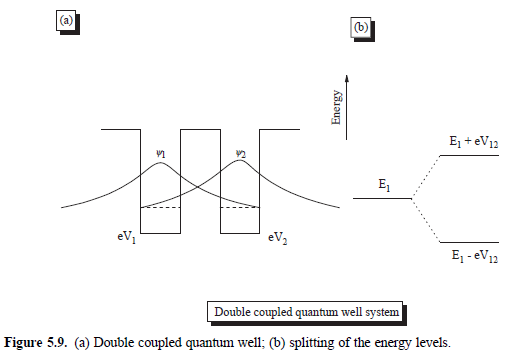 (a)
(b)
Energy
ψ1
ψ2
eV1
eV2
E1
E1 + eV12
E1 - eV12
Double coupled quantum well system
Figure 5.9. (a) Double coupled quantum well; (b) splitting of the energy levels.